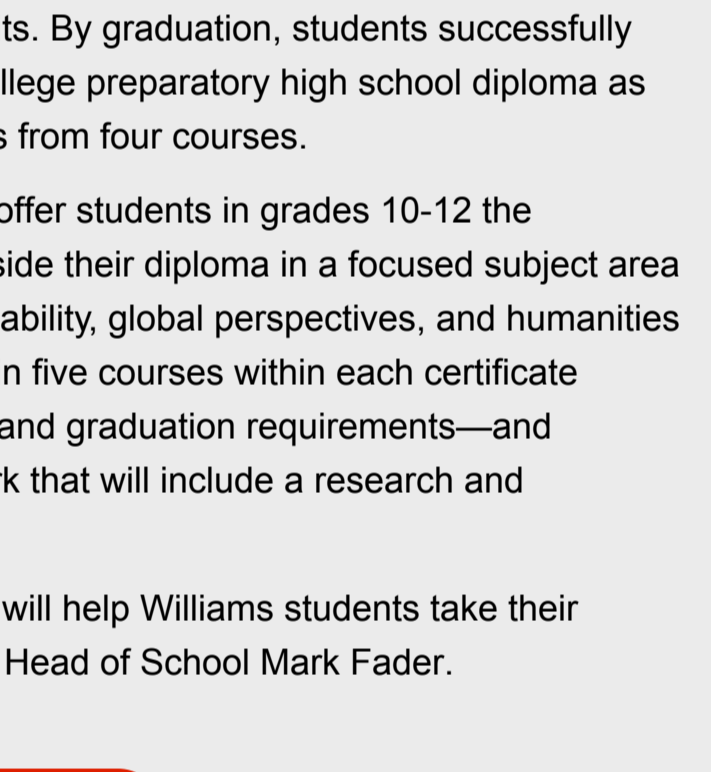 ts. By graduation, students successfully
llege preparatory high school diploma as
s from four courses.
offer students in grades 10-12 the
side their diploma in a focused subject area
ability, global perspectives, and humanities
n five courses within each certificate
and graduation requirements—and
k that will include a research and
will help Williams students take their
Head of School Mark Fader.